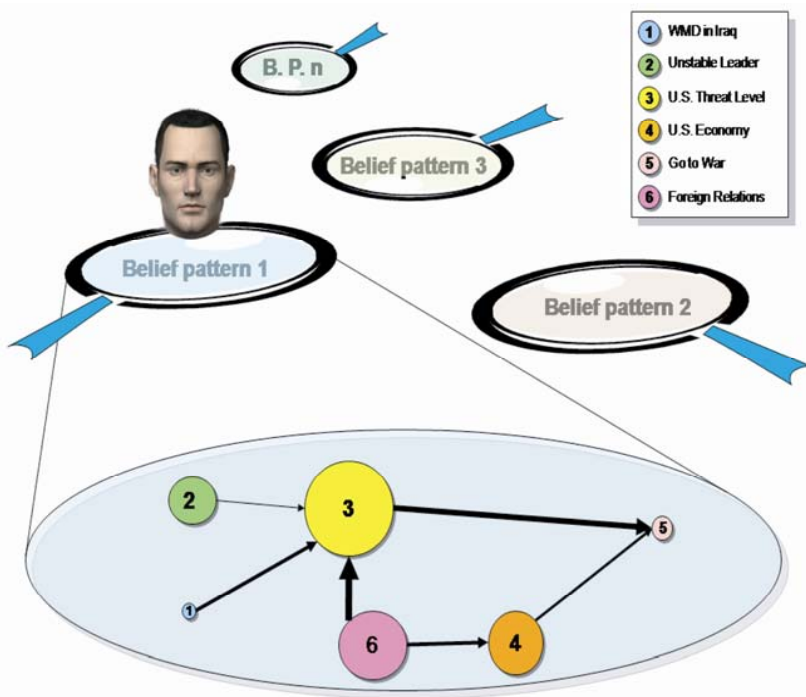 B. P. n
Belief pattern 3
Belief pattern 1
Belief pattern 2
1 WMD in Iraq
2 Unstable Leader
3 U.S. Threat Level
4 U.S. Economy
5 Go to War
6 Foreign Relations
2
3
5
1
6
4